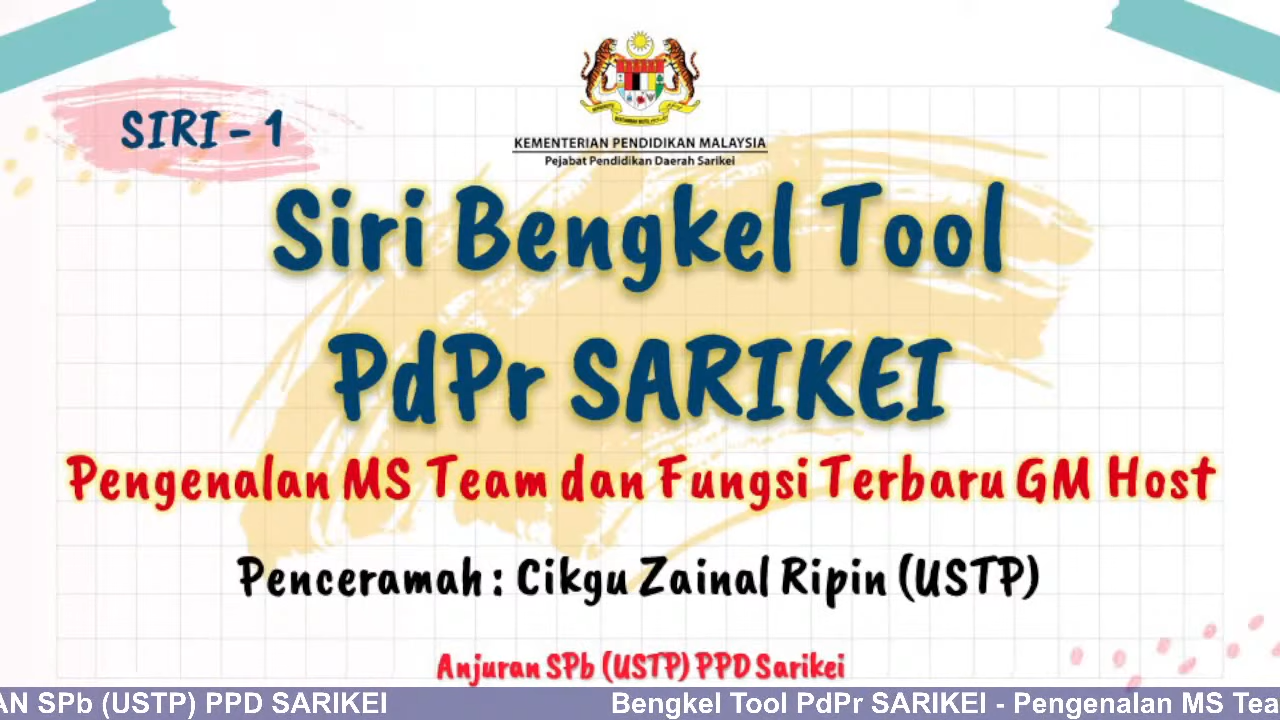 SIRI - 1
KEMENTERIAN PENDIDIKAN MALAYSIA
Pejabat Pendidikan Daerah Sarikei
Siri Bengkel Tool
PdPr SARIKEI
Pengenalan MS Team dan Fungsi Terbaru GM Host
Penceramah : Cikgu Zainal Ripin (USTP)
Anjuran SPb (USTP) PPD Sarikei
AN SPb (USTP) PPD SARIKEI Bengkel Tool PdPr SARIKEI - Pengenalan MS Tea